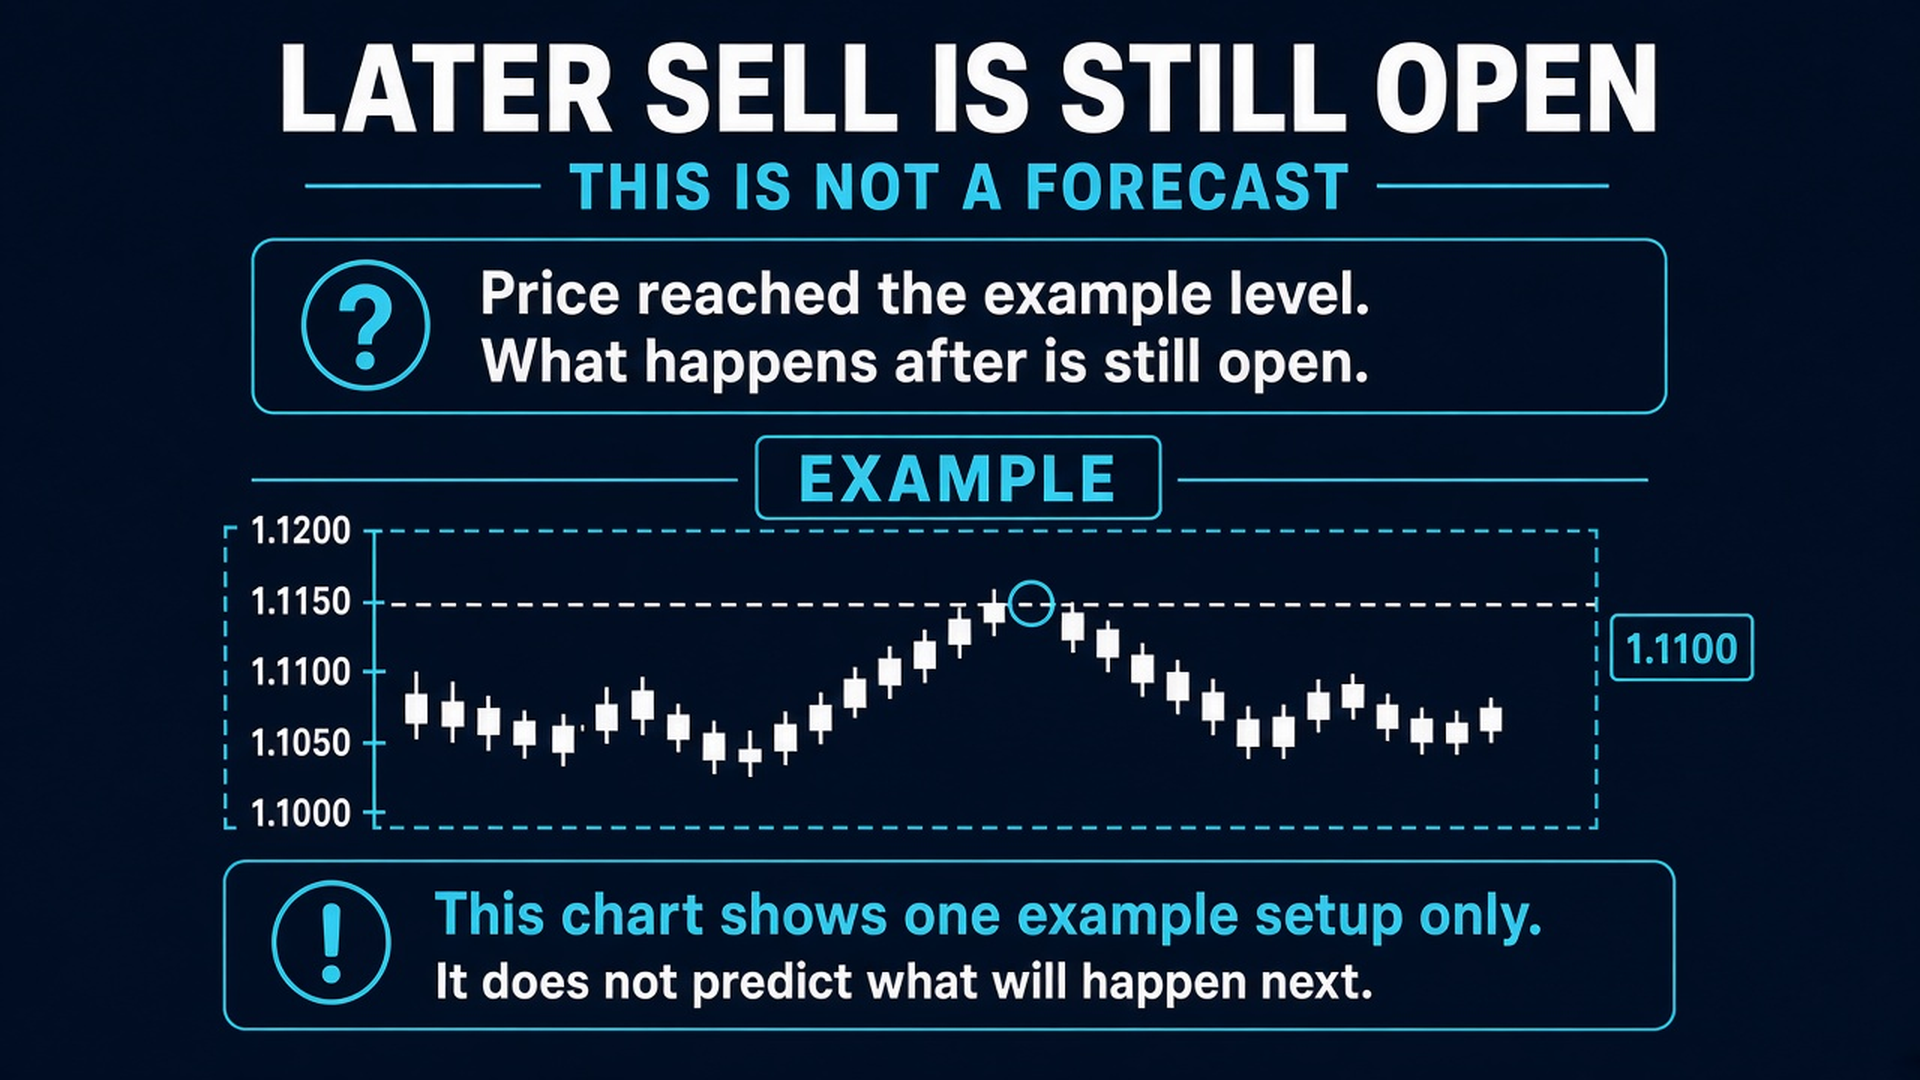 LATER SELL IS STILL OPEN
THIS IS NOT A FORECAST
?
Price reached the example level.
What happens after is still open.
EXAMPLE
1.1200
1.1150
1.1100
1.1050
1.1000
1.1100
!
This chart shows one example setup only.
It does not predict what will happen next.